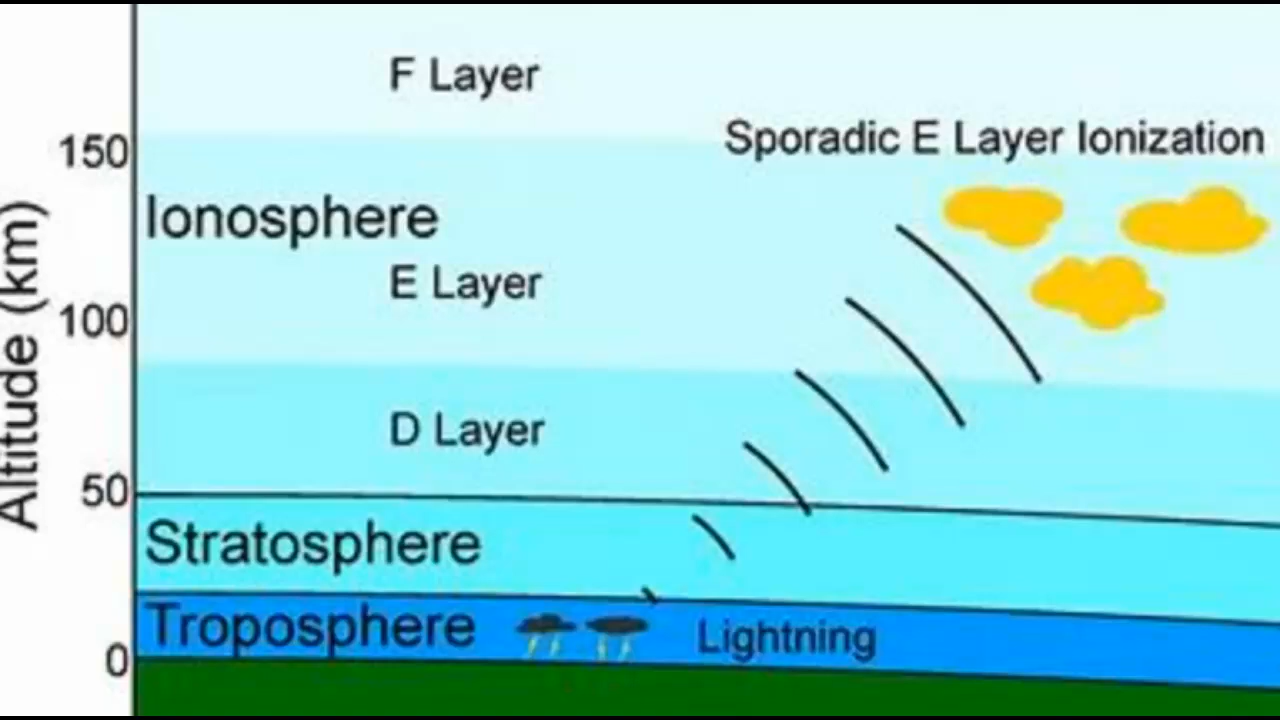 F Layer
Sporadic E Layer Ionization
150
Ionosphere
E Layer
100
Altitude (km)
D Layer
50
Stratosphere
Troposphere
Lightning
0